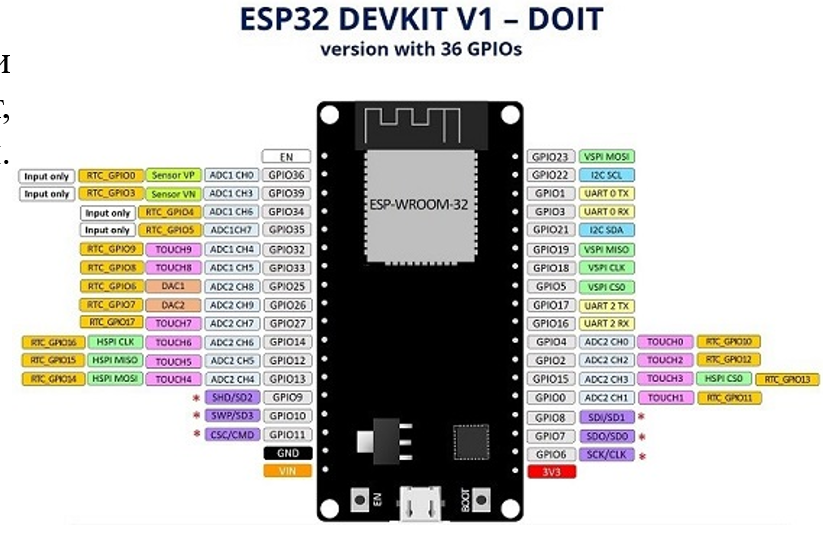 ESP32 DEVKIT V1 – DOIT
version with 36 GPIOs
и
,
.
EN
GPIO23 VSPI MOSI
Input only RTC_GPIO0 Sensor VP ADC1 CH0 GPIO36
GPIO22 I2C SCL
Input only RTC_GPIO3 Sensor VN ADC1 CH3 GPIO39
GPIO1 UART 0 TX
Input only RTC_GPIO4 ADC1 CH6 GPIO34
GPIO3 UART 0 RX
Input only RTC_GPIO5 ADC1CH7 GPIO35
GPIO21 I2C SDA
RTC_GPIO9 TOUCH9 ADC1 CH4 GPIO32
GPIO19 VSPI MISO
RTC_GPIO8 TOUCH8 ADC1 CH5 GPIO33
GPIO18 VSPI CLK
RTC_GPIO6 DAC1 ADC2 CH8 GPIO25
GPIO5 VSPI CS0
RTC_GPIO7 DAC2 ADC2 CH9 GPIO26
GPIO17 UART 2 TX
RTC_GPIO17 TOUCH7 ADC2 CH7 GPIO27
GPIO16 UART 2 RX
RTC_GPIO16 HSPI CLK TOUCH6 ADC2 CH6 GPIO14
GPIO4 ADC2 CH0 TOUCH0 RTC_GPIO10
RTC_GPIO15 HSPI MISO TOUCH5 ADC2 CH5 GPIO12
GPIO2 ADC2 CH2 TOUCH2 RTC_GPIO12
RTC_GPIO14 HSPI MOSI TOUCH4 ADC2 CH4 GPIO13
GPIO15 ADC2 CH3 TOUCH3 HSPI CS0 RTC_GPIO13
* SHD/SD2 GPIO9
GPIO0 ADC2 CH1 TOUCH1 RTC_GPIO11
* SWP/SD3 GPIO10
GPIO8 SDI/SD1 *
* CSC/CMD GPIO11
GPIO7 SDO/SD0 *
GND
GPIO6 SCK/CLK *
VIN
3V3
ESP-WROOM-32
EN
BOOT